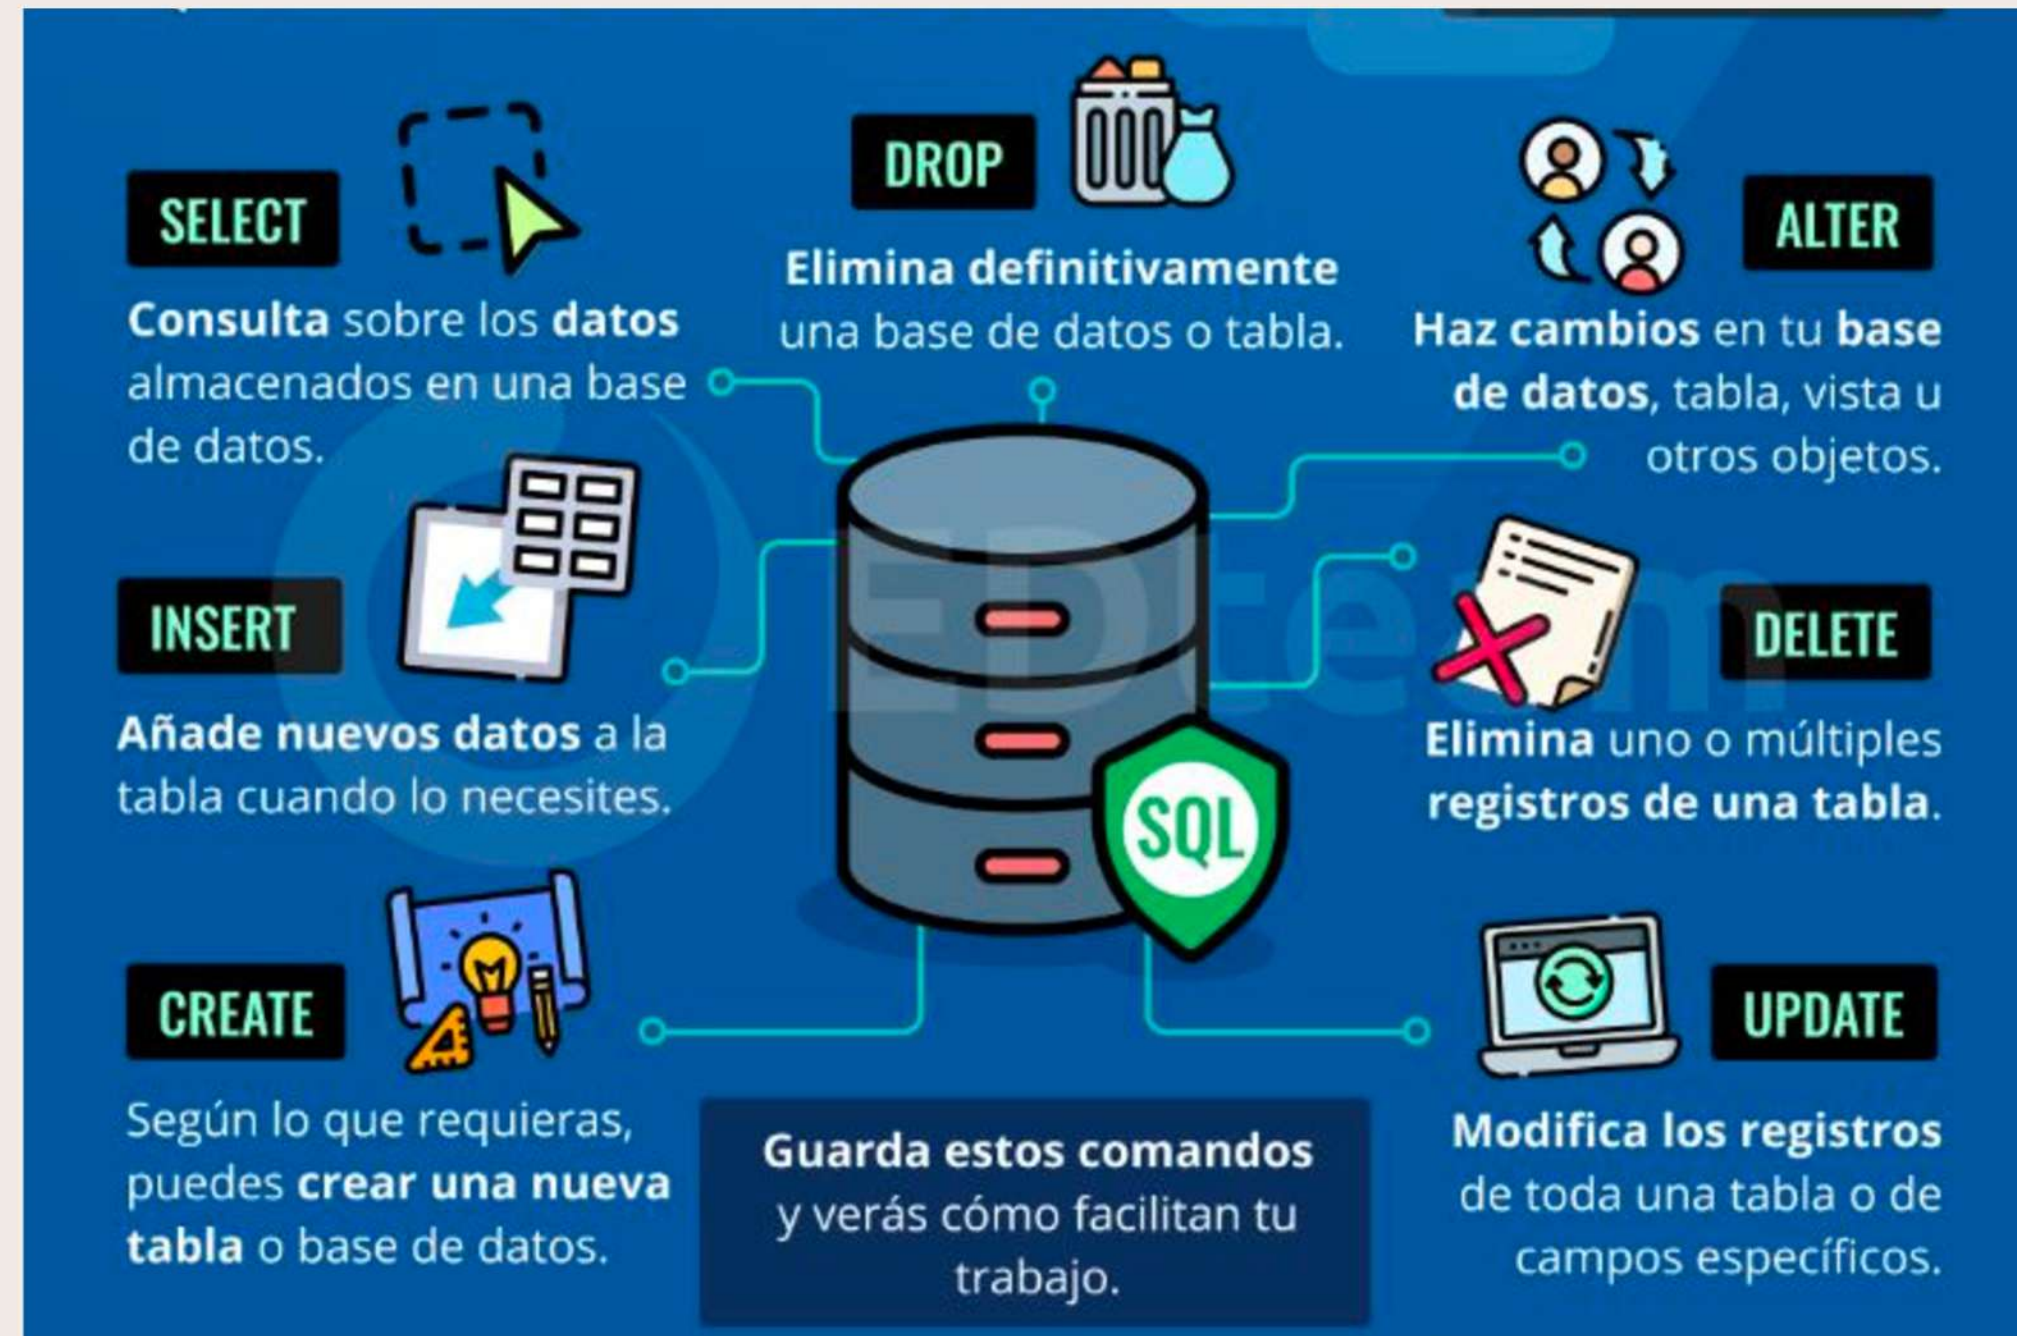 SELECT
Consulta sobre los datos
almacenados en una base
de datos.
DROP
Elimina definitivamente
una base de datos o tabla.
ALTER
Haz cambios en tu base
de datos, tabla, vista u
otros objetos.
INSERT
Añade nuevos datos a la
tabla cuando lo necesites.
EDteam
SQL
DELETE
Elimina uno o múltiples
registros de una tabla.
CREATE
Según lo que requieras,
puedes crear una nueva
tabla o base de datos.
Guarda estos comandos
y verás cómo facilitan tu
trabajo.
UPDATE
Modifica los registros
de toda una tabla o de
campos específicos.